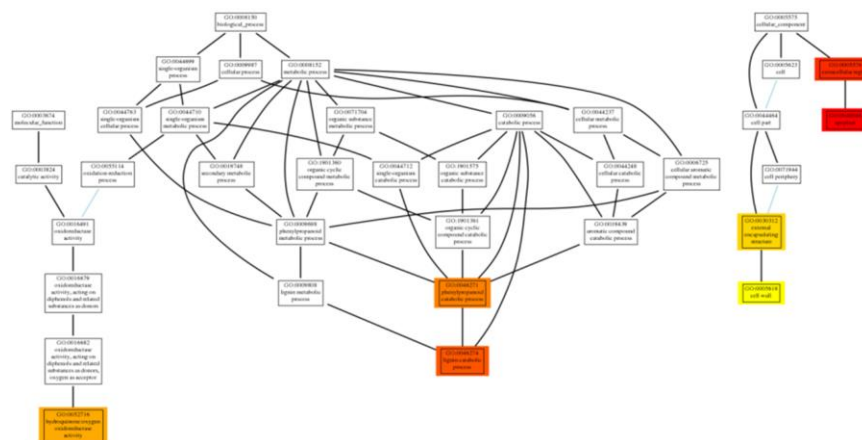 GO:0008150
biological_process
GO:0005575
cellular_component
GO:0044699
single-organism
process
GO:0009987
cellular process
GO:0008152
metabolic process
GO:0005623
cell
extracellular region
GO:0003674
molecular_function
GO:0044763
single-organism
cellular process
GO:0044710
single-organism
metabolic process
GO:0071704
organic substance
metabolic process
GO:0009056
catabolic process
GO:0044237
cellular metabolic
process
GO:0044464
cell part
GO:0003824
catalytic activity
GO:0055114
oxidation-reduction
process
GO:0019748
secondary metabolic
process
GO:1901360
organic cyclic
compound metabolic
process
GO:0044712
single-organism
catabolic process
GO:1901575
organic substance
catabolic process
GO:0044248
cellular catabolic
process
GO:0006725
cellular aromatic
compound metabolic
process
GO:0071944
cell periphery
GO:0016491
oxidoreductase
activity
GO:0009698
phenylpropanoid
metabolic process
GO:1901361
organic cyclic
compound catabolic
process
GO:0019439
aromatic compound
catabolic process
GO:0030312
external
encapsulating
structure
GO:0016679
oxidoreductase
activity, acting on
diphenols and related
substances as donors
GO:0009808
lignin metabolic
process
GO:0046271
phenylpropanoid
catabolic process
GO:0005618
cell wall
GO:0016682
oxidoreductase
activity, acting on
diphenols and related
substances as donors,
oxygen as acceptor
GO:0046274
lignin catabolic
process
GO:0052716
hydroquinone:oxygen
oxidoreductase
activity